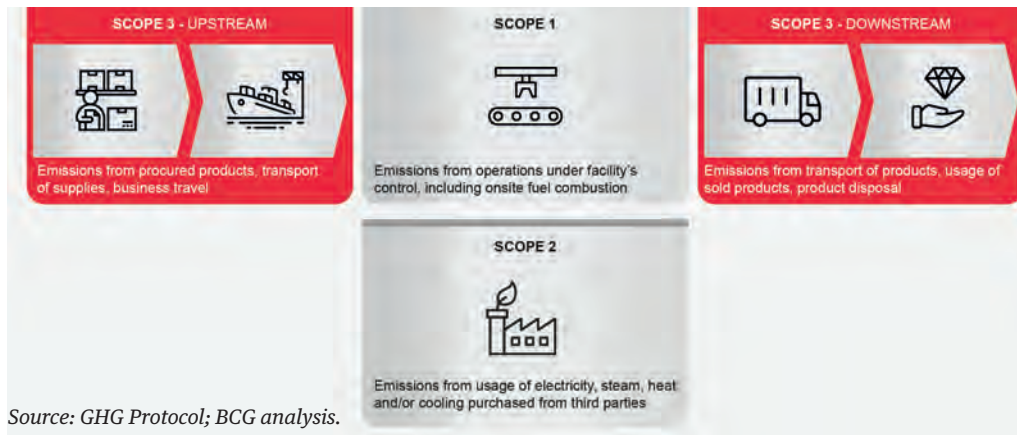 SCOPE 3 - UPSTREAM
Emissions from procured products, transport
of supplies, business travel
SCOPE 1
Emissions from operations under facility's
control, including onsite fuel combustion
SCOPE 3 - DOWNSTREAM
Emissions from transport of products, usage of
sold products, product disposal
SCOPE 2
Emissions from usage of electricity, steam, heat
and/or cooling purchased from third parties
Source: GHG Protocol; BCG analysis.